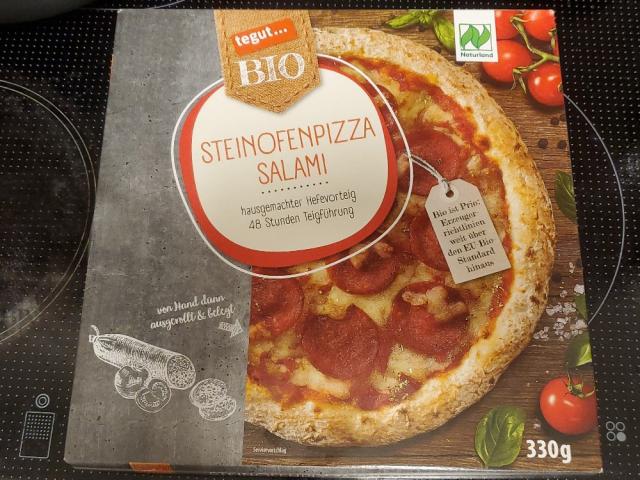 tegut...
BIO
Naturland
STEINOFENPIZZA
SALAMI
hausgemachter Hefevorteig
48 Stunden Teigführung
Bio ist Prio:
Erzeuger-
richtlinien
weit über
den EU-Bio
Standard
hinaus
von Hand dünn
ausgerollt & belegt
Serviervorschlag
330g